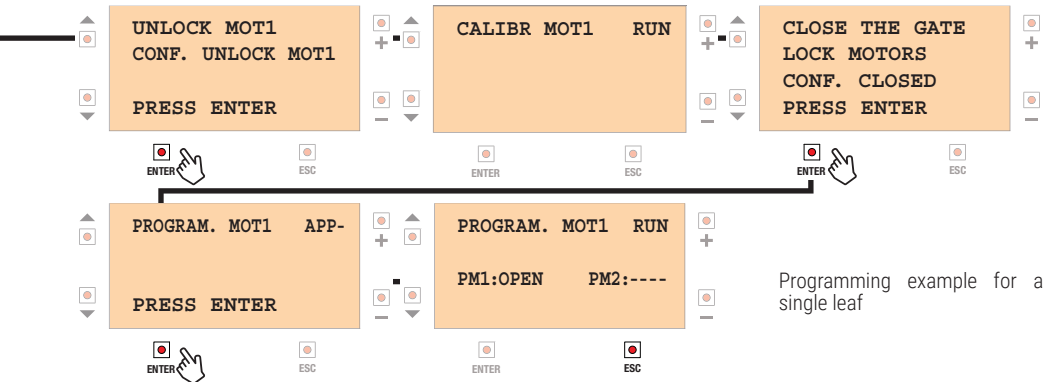 UNLOCK MOT1
CONF. UNLOCK MOT1
PRESS ENTER
+
−
ENTER
ESC
CALIBR MOT1 RUN
+
−
ENTER
ESC
CLOSE THE GATE
LOCK MOTORS
CONF. CLOSED
PRESS ENTER
+
−
ENTER
ESC
PROGRAM. MOT1 APP-
PRESS ENTER
+
−
ENTER
ESC
PROGRAM. MOT1 RUN
PM1:OPEN PM2:----
+
−
ENTER
ESC
Programming example for a
single leaf